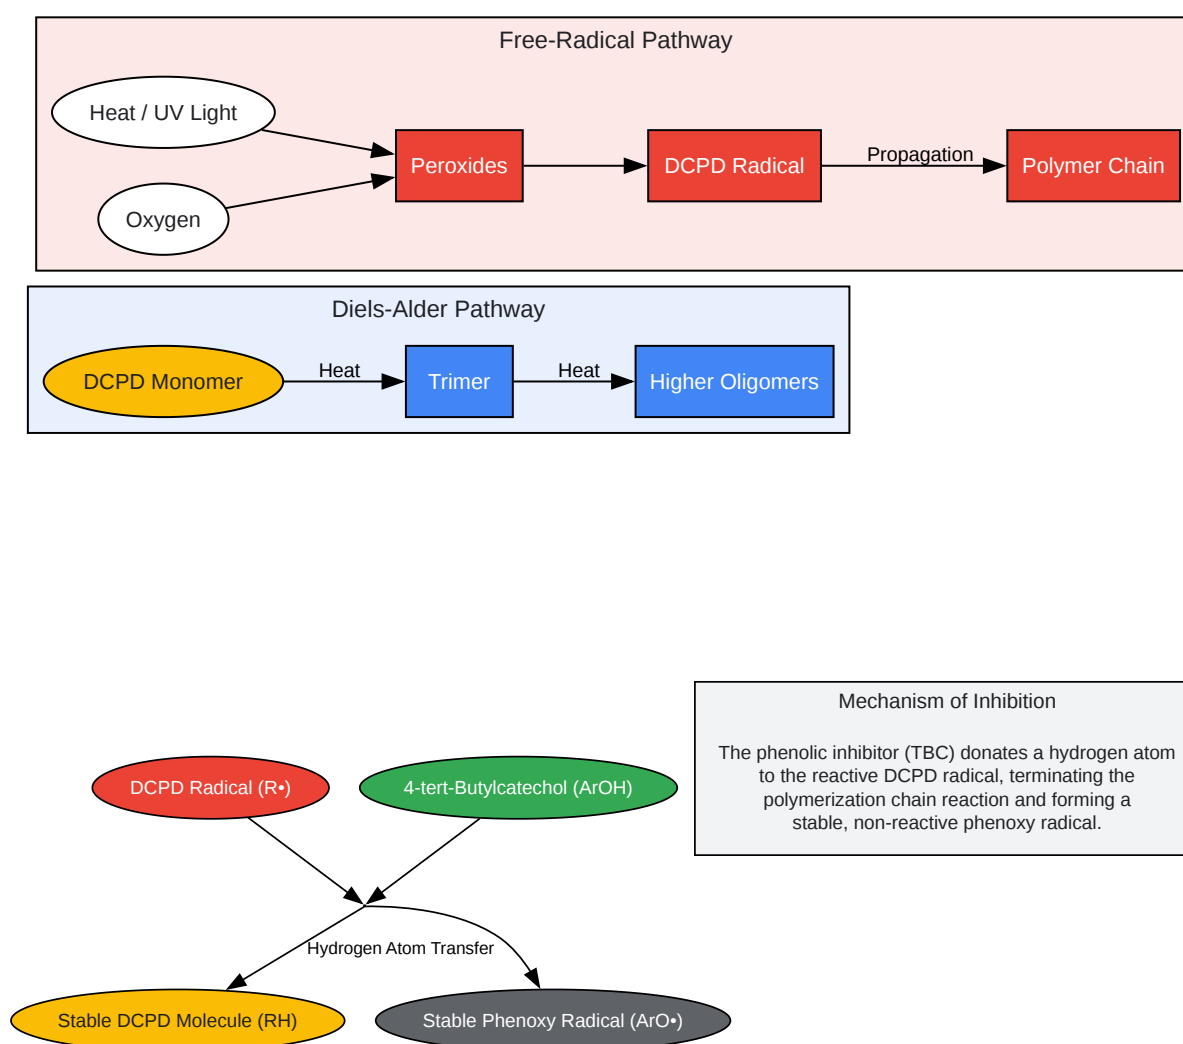 Free-Radical Pathway
Heat / UV Light
Oxygen
Peroxides
DCPD Radical
Propagation
Polymer Chain
Diels-Alder Pathway
DCPD Monomer
Heat
Trimer
Heat
Higher Oligomers
Mechanism of Inhibition
The phenolic inhibitor (TBC) donates a hydrogen atom
to the reactive DCPD radical, terminating the
polymerization chain reaction and forming a
stable, non-reactive phenoxy radical.
DCPD Radical (R•)
4-tert-Butylcatechol (ArOH)
Hydrogen Atom Transfer
Stable DCPD Molecule (RH)
Stable Phenoxy Radical (ArO•)